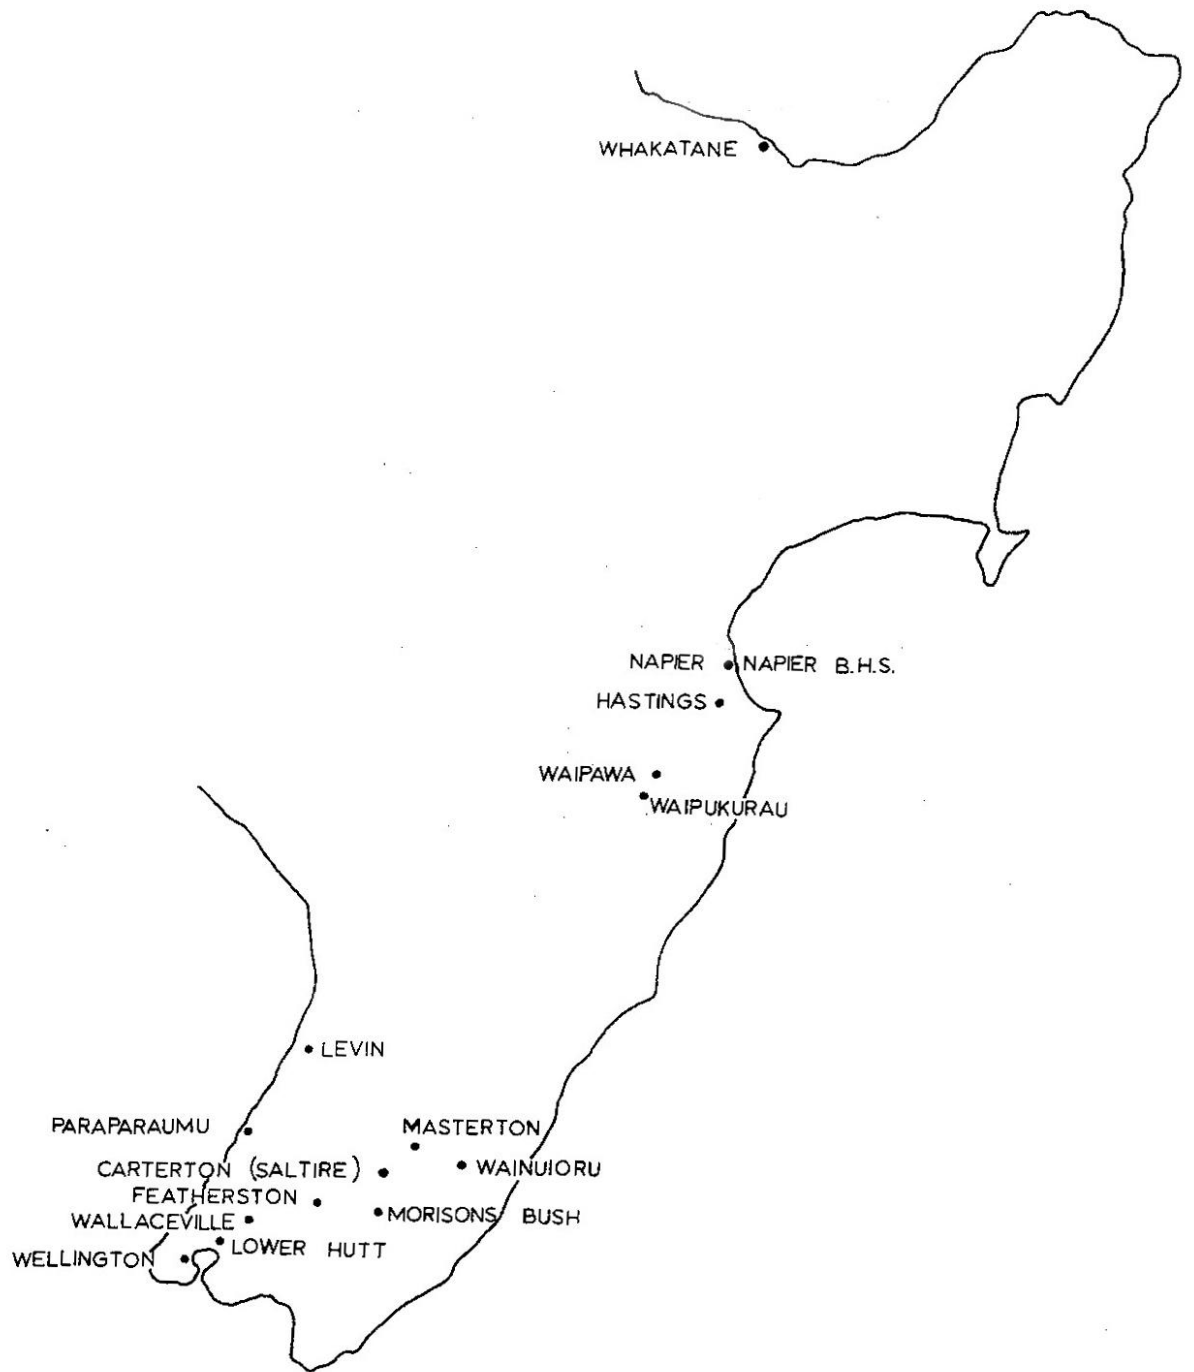 WHAKATANE
NAPIER NAPIER B.H.S.
HASTINGS
WAIPAWA
WAIPUKURAU
LEVIN
PARAPARAUMU
MASTERTON
CARTERTON (SALTIRE)
WAINUIORU
FEATHERSTON
MORISONS BUSH
WALLACEVILLE
LOWER HUTT
WELLINGTON